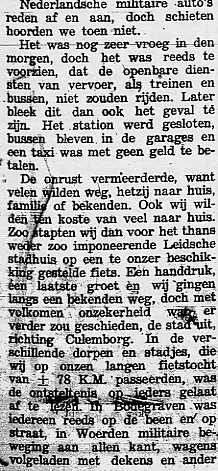 Nederlandsche militaire auto's
reden af en aan, doch schieten
hoorden we toen niet.
Het was nog zeer vroeg in den
morgen, doch het was reeds te
voorzien, dat de openbare dien-
sten van vervoer, als treinen en
bussen, niet zouden rijden. Later
bleek dit dan ook het geval te
zijn. Het station werd gesloten,
bussen bleven in de garages en
een taxi was met geen geld te be-
talen.
De onrust vermeerderde, want
velen wilden weg, hetzij naar huis,
familie of bekenden. Ook wij wil-
den ten koste van veel naar huis.
Zoo stapten wij dan voor het thans
weder zoo imponeerende Leidsche
stadhuis op een te onzer beschik-
king gestelde fiets. Een handdruk,
een laatste groet en wij gingen
langs een bekenden weg, doch met
volkomen onzekerheid wat er
verder zou geschieden, de stad uit,
richting Culemborg. In de ver-
schillende dorpen en stadjes, die
wij op onzen langen fietstocht
van ± 78 K.M. passeerden, was
de ontsteltenis op ieders gelaat
af te lezen. In Bodegraven was
iedereen reeds op de been en op
straat, in Woerden militaire be-
weging aan allen kant, wagens
volgeladen met dekens en ander